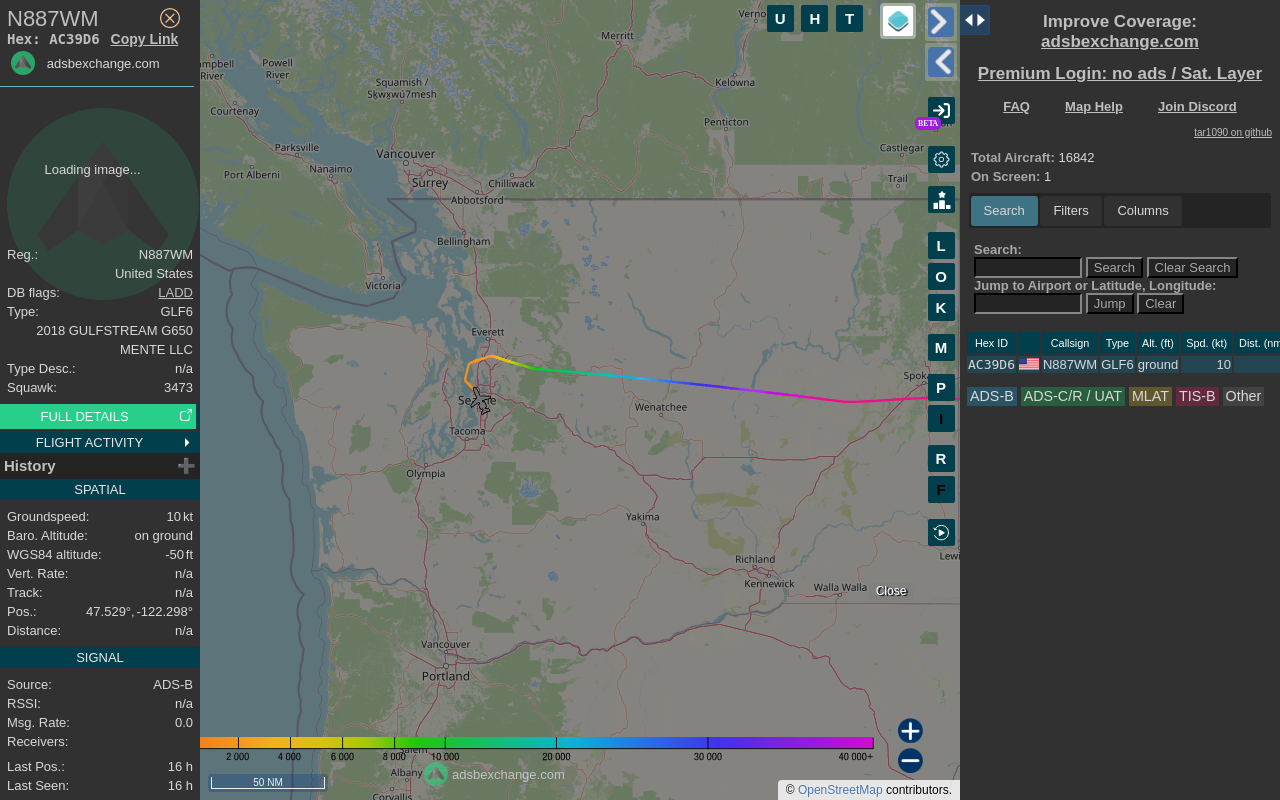 N887WM
Hex: AC39D6 Copy Link
adsbexchange.com
Loading image...
Reg.: N887WM
United States
DB flags: LADD
Type: GLF6
2018 GULFSTREAM G650
MENTE LLC
Type Desc.: n/a
Squawk: 3473
FULL DETAILS
FLIGHT ACTIVITY
History
SPATIAL
Groundspeed: 10 kt
Baro. Altitude: on ground
WGS84 altitude: -50 ft
Vert. Rate: n/a
Track: n/a
Pos.: 47.529°, -122.298°
Distance: n/a
SIGNAL
Source: ADS-B
RSSI: n/a
Msg. Rate: 0.0
Receivers:
Last Pos.: 16 h
Last Seen: 16 h
U H T
Merritt
Powell
River
River
Squamish /
Sḵwx̱wú7mesh
Kelowna
Courtenay
Penticton
BETA
Parksville
Vancouver
Castlegar
Port Alberni
Nanaimo
Surrey
Chilliwack
Trail
Abbotsford
Bellingham
L
O
K
M
P
I
R
F
Victoria
Everett
Wenatchee
Tacoma
Olympia
Yakima
Richland
Kennewick
Walla Walla
Close
Vancouver
Portland
Albany
Corvallis
2 000 4 000 6 000 8 000 10 000 20 000 30 000 40 000+
adsbexchange.com
50 NM
© OpenStreetMap contributors.
Improve Coverage:
adsbexchange.com
Premium Login: no ads / Sat. Layer
FAQ Map Help Join Discord
tar1090 on github
Total Aircraft: 16842
On Screen: 1
Search Filters Columns
Search:
Search Clear Search
Jump to Airport or Latitude, Longitude:
Jump Clear
Hex ID Callsign Type Alt. (ft) Spd. (kt) Dist. (nm
AC39D6 N887WM GLF6 ground 10
ADS-B ADS-C/R / UAT MLAT TIS-B Other